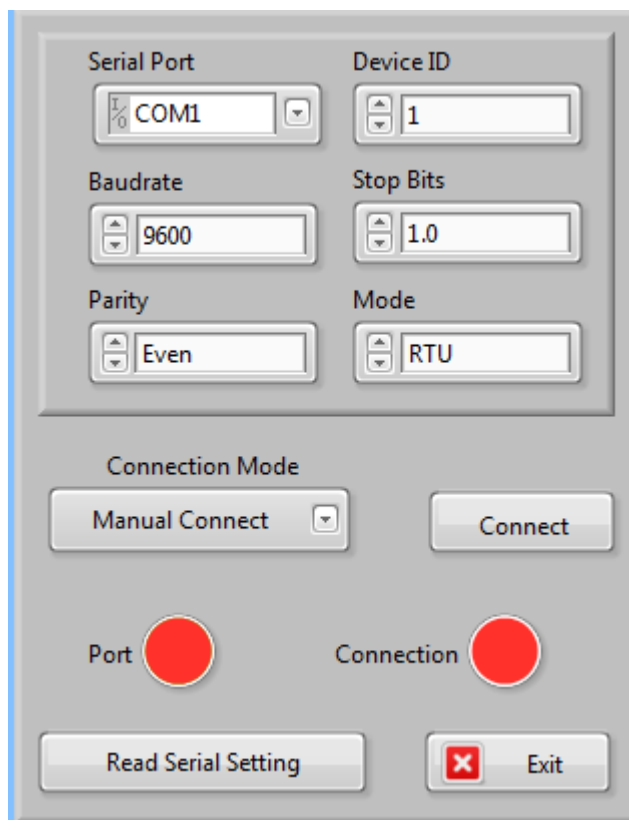 Serial Port
Device ID
I/O COM1
1
Baudrate
Stop Bits
9600
1.0
Parity
Mode
Even
RTU
Connection Mode
Manual Connect
Connect
Port
Connection
Read Serial Setting
Exit